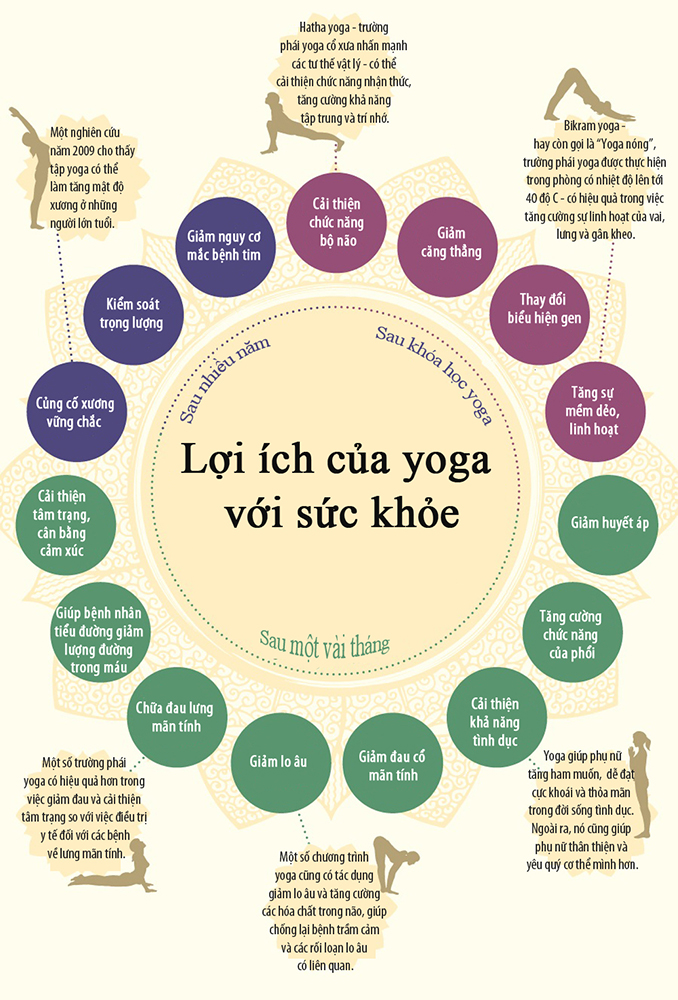 Hatha yoga - trường
phái yoga cổ xưa nhấn mạnh
các tư thế vật lý - có thể
cải thiện chức năng nhận thức,
tăng cường khả năng
tập trung và trí nhớ.
Một nghiên cứu
năm 2009 cho thấy
tập yoga có thể
làm tăng mật độ
xương ở những
người lớn tuổi.
Bikram yoga -
hay còn gọi là “Yoga nóng”,
trường phái yoga được thực hiện
trong phòng có nhiệt độ lên tới
40 độ C - có hiệu quả trong việc
tăng cường sự linh hoạt của vai,
lưng và gân kheo.
Cải thiện
chức năng
bộ não
Giảm
căng thẳng
Thay đổi
biểu hiện gen
Tăng sự
mềm dẻo,
linh hoạt
Giảm nguy cơ
mắc bệnh tim
Kiểm soát
trọng lượng
Củng cố xương
vững chắc
Sau nhiều năm
Sau khóa học yoga
Lợi ích của yoga
với sức khỏe
Sau một vài tháng
Cải thiện
tâm trạng,
cân bằng
cảm xúc
Giúp bệnh nhân
tiểu đường giảm
lượng đường
trong máu
Chữa đau lưng
mãn tính
Giảm lo âu
Giảm đau cổ
mãn tính
Cải thiện
khả năng
tình dục
Tăng cường
chức năng
của phổi
Giảm huyết áp
Một số trường phái
yoga có hiệu quả hơn trong
việc giảm đau và cải thiện
tâm trạng so với việc điều trị
y tế đối với các bệnh
về lưng mãn tính.
Một số chương trình
yoga cũng có tác dụng
giảm lo âu và tăng cường
các hóa chất trong não, giúp
chống lại bệnh trầm cảm
và các rối loạn lo âu
có liên quan.
Yoga giúp phụ nữ
tăng ham muốn, dễ đạt
cực khoái và thỏa mãn
trong đời sống tình dục.
Ngoài ra, nó cũng giúp
phụ nữ thân thiện và
yêu quý cơ thể mình hơn.